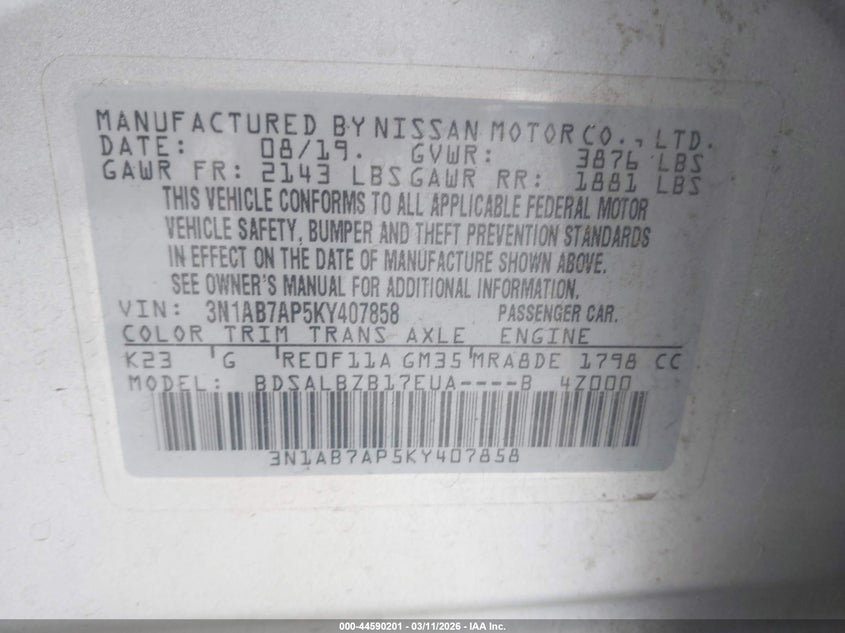 MANUFACTURED BY NISSAN MOTOR CO., LTD.
DATE: 08/19. GVWR: 3876 LBS
GAWR FR: 2143 LBS GAWR RR: 1881 LBS
THIS VEHICLE CONFORMS TO ALL APPLICABLE FEDERAL MOTOR
VEHICLE SAFETY, BUMPER AND THEFT PREVENTION STANDARDS
IN EFFECT ON THE DATE OF MANUFACTURE SHOWN ABOVE.
SEE OWNER'S MANUAL FOR ADDITIONAL INFORMATION.
VIN: 3N1AB7AP5KY407858 PASSENGER CAR.
COLOR TRIM TRANS AXLE ENGINE
K23 'G 'RE0F11A GM35'MRA8DE 1798 CC
MODEL: BDSALBZB17EUA----B 4Z000
3N1AB7AP5KY407858
000-44590201 - 03/11/2026 - IAA Inc.